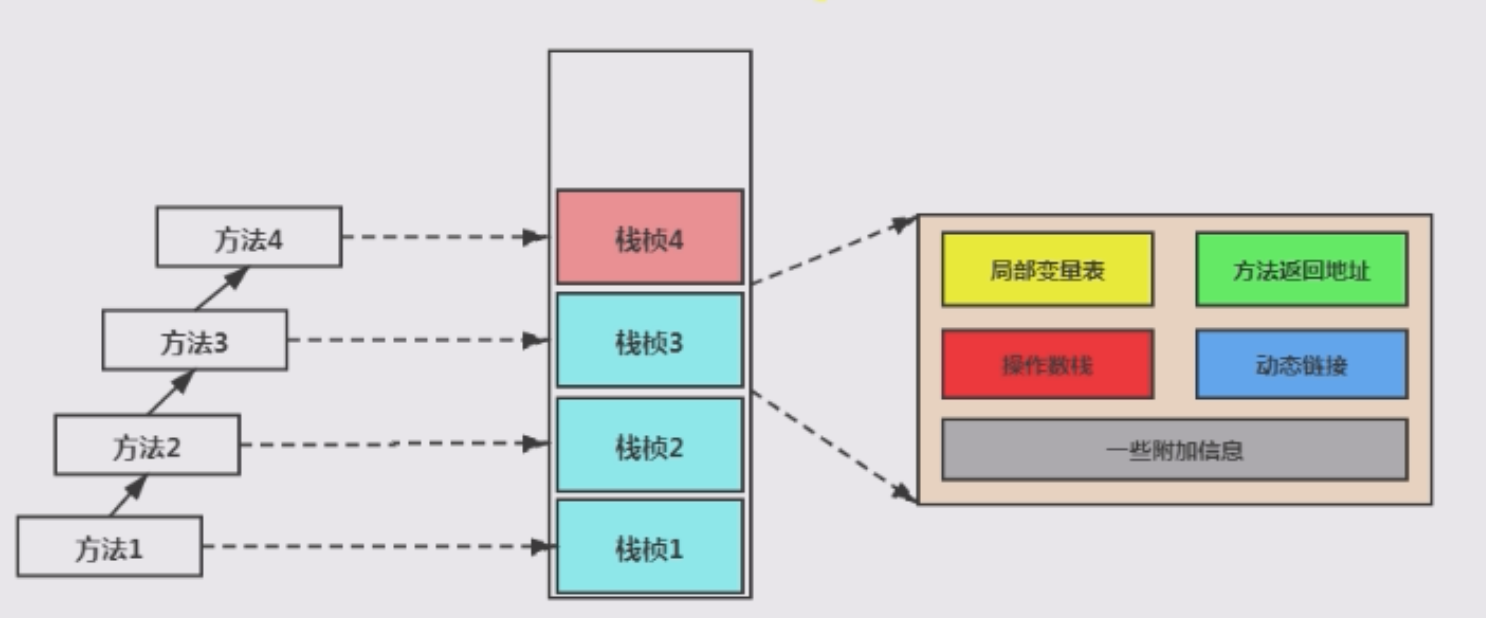 方法4
栈桢4
局部变量表
方法返回地址
方法3
栈桢3
操作数栈
动态链接
方法2
栈桢2
一些附加信息
方法1
栈桢1